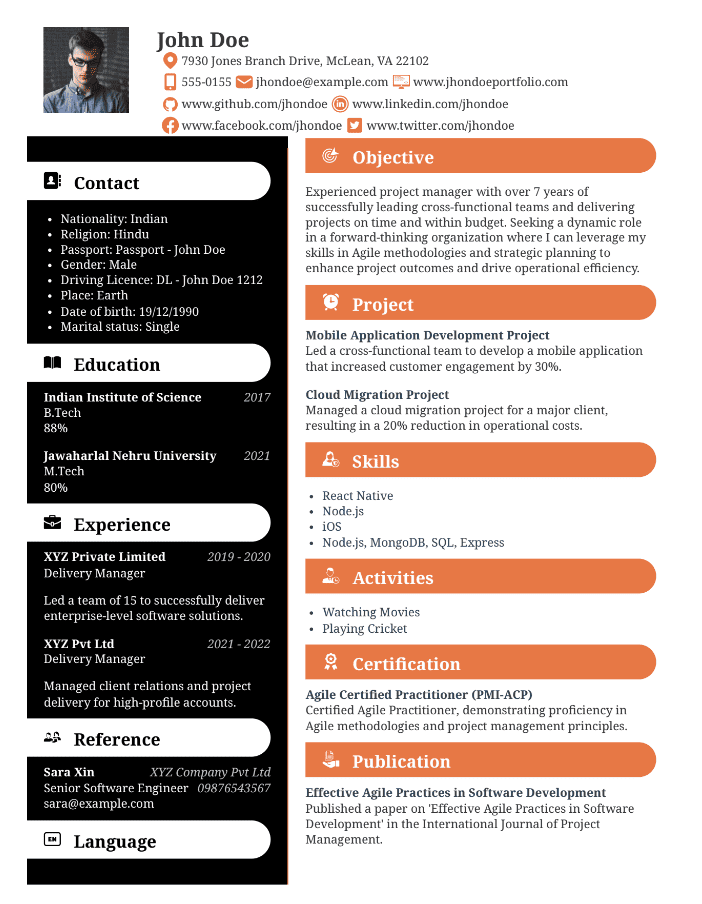 John Doe
7930 Jones Branch Drive, McLean, VA 22102
555-0155 jhondoe@example.com www.jhondoeportfolio.com
www.github.com/jhondoe www.linkedin.com/jhondoe
www.facebook.com/jhondoe www.twitter.com/jhondoe
Contact
• Nationality: Indian
• Religion: Hindu
• Passport: Passport - John Doe
• Gender: Male
• Driving Licence: DL - John Doe 1212
• Place: Earth
• Date of birth: 19/12/1990
• Marital status: Single
Education
Indian Institute of Science 2017
B.Tech
88%
Jawaharlal Nehru University 2021
M.Tech
80%
Experience
XYZ Private Limited 2019 - 2020
Delivery Manager
Led a team of 15 to successfully deliver
enterprise-level software solutions.
XYZ Pvt Ltd 2021 - 2022
Delivery Manager
Managed client relations and project
delivery for high-profile accounts.
Reference
Sara Xin XYZ Company Pvt Ltd
Senior Software Engineer 09876543567
sara@example.com
EN Language
Objective
Experienced project manager with over 7 years of
successfully leading cross-functional teams and delivering
projects on time and within budget. Seeking a dynamic role
in a forward-thinking organization where I can leverage my
skills in Agile methodologies and strategic planning to
enhance project outcomes and drive operational efficiency.
Project
Mobile Application Development Project
Led a cross-functional team to develop a mobile application
that increased customer engagement by 30%.
Cloud Migration Project
Managed a cloud migration project for a major client,
resulting in a 20% reduction in operational costs.
Skills
• React Native
• Node.js
• iOS
• Node.js, MongoDB, SQL, Express
Activities
• Watching Movies
• Playing Cricket
Certification
Agile Certified Practitioner (PMI-ACP)
Certified Agile Practitioner, demonstrating proficiency in
Agile methodologies and project management principles.
Publication
Effective Agile Practices in Software Development
Published a paper on 'Effective Agile Practices in Software
Development' in the International Journal of Project
Management.